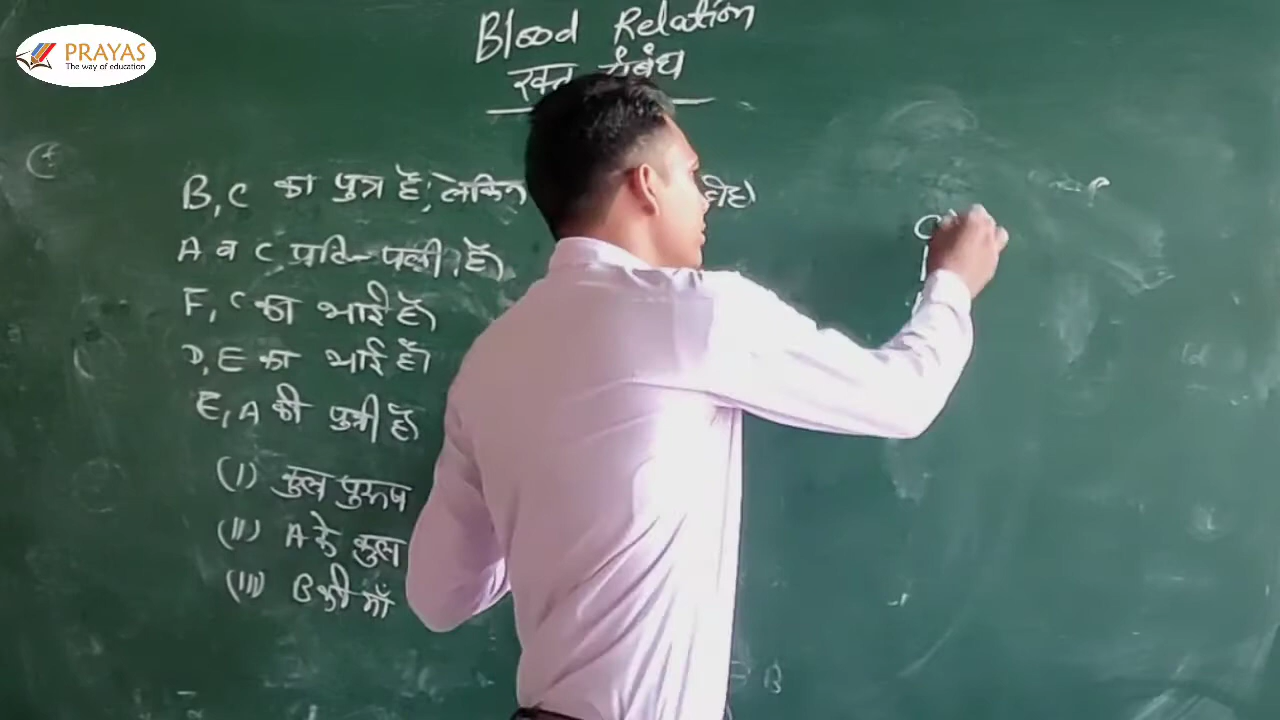 PRAYAS
The way of education
Blood Relation
रक्त संबंध
B, C का पुत्र है; लेकिन
A व C पति-पत्नी हैं।
F, C का भाई है।
D, E का भाई है।
E, A की पुत्री है।
(I) कुल पुरुष
(II) A के कुल
(III) B की माँ
C
B